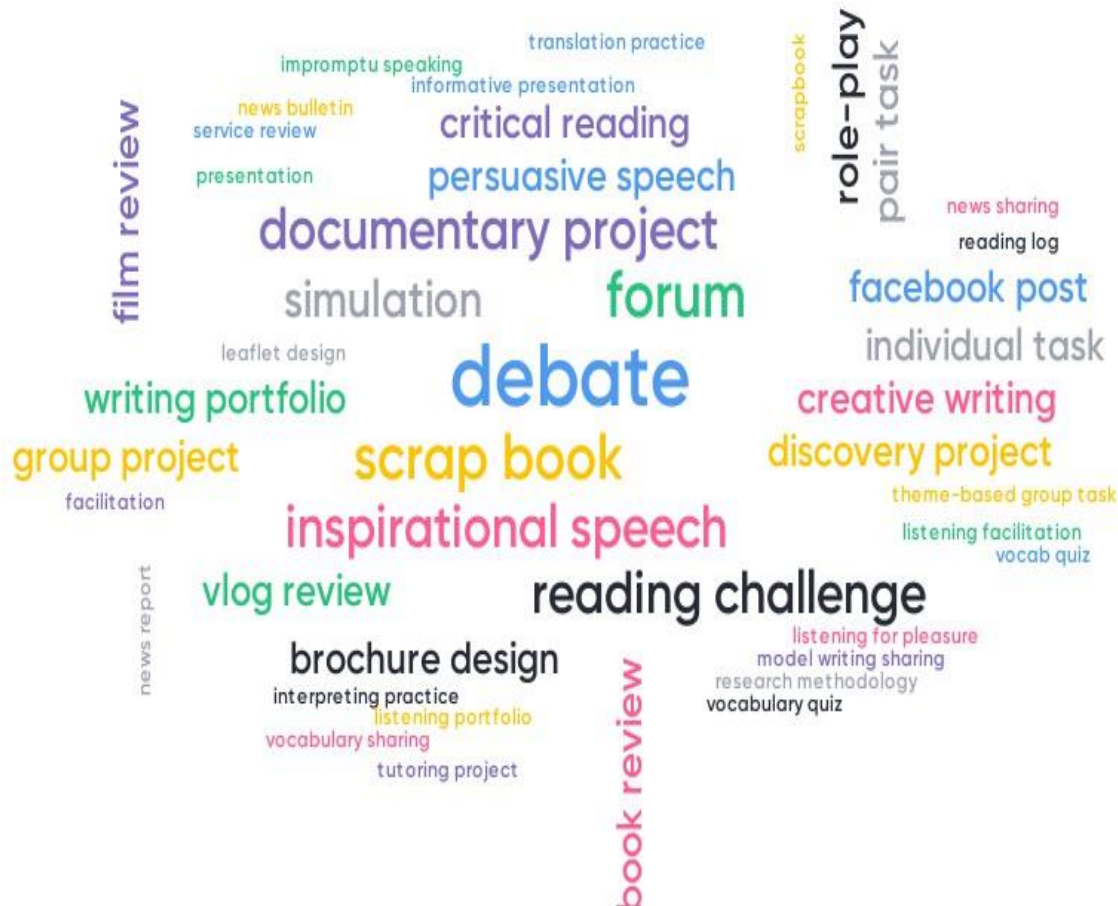 translation practice
impromptu speaking
informative presentation
news bulletin
service review
critical reading
scrapbook
role-play
pair task
film review
presentation
persuasive speech
news sharing
documentary project
reading log
simulation
forum
facebook post
individual task
leaflet design
debate
writing portfolio
creative writing
group project
scrap book
discovery project
facilitation
theme-based group task
inspirational speech
listening facilitation
vocab quiz
news report
vlog review
reading challenge
listening for pleasure
brochure design
model writing sharing
research methodology
interpreting practice
vocabulary quiz
listening portfolio
vocabulary sharing
tutoring project
book review